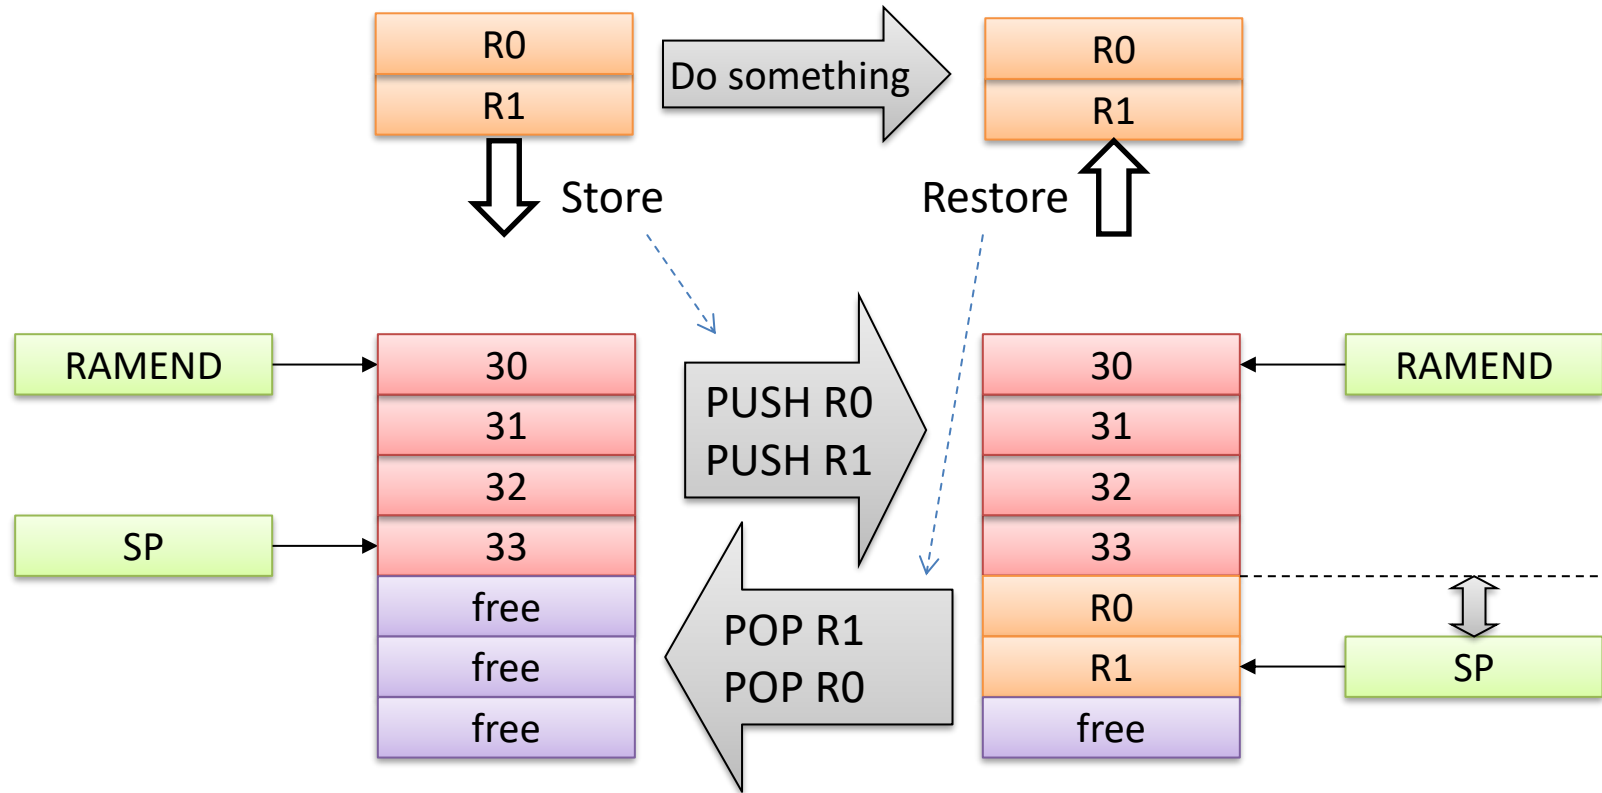 R0
R1
Do something
R0
R1
Store
Restore
RAMEND
SP
30
31
32
33
free
free
free
PUSH R0
PUSH R1
POP R1
POP R0
30
31
32
33
R0
R1
free
RAMEND
SP